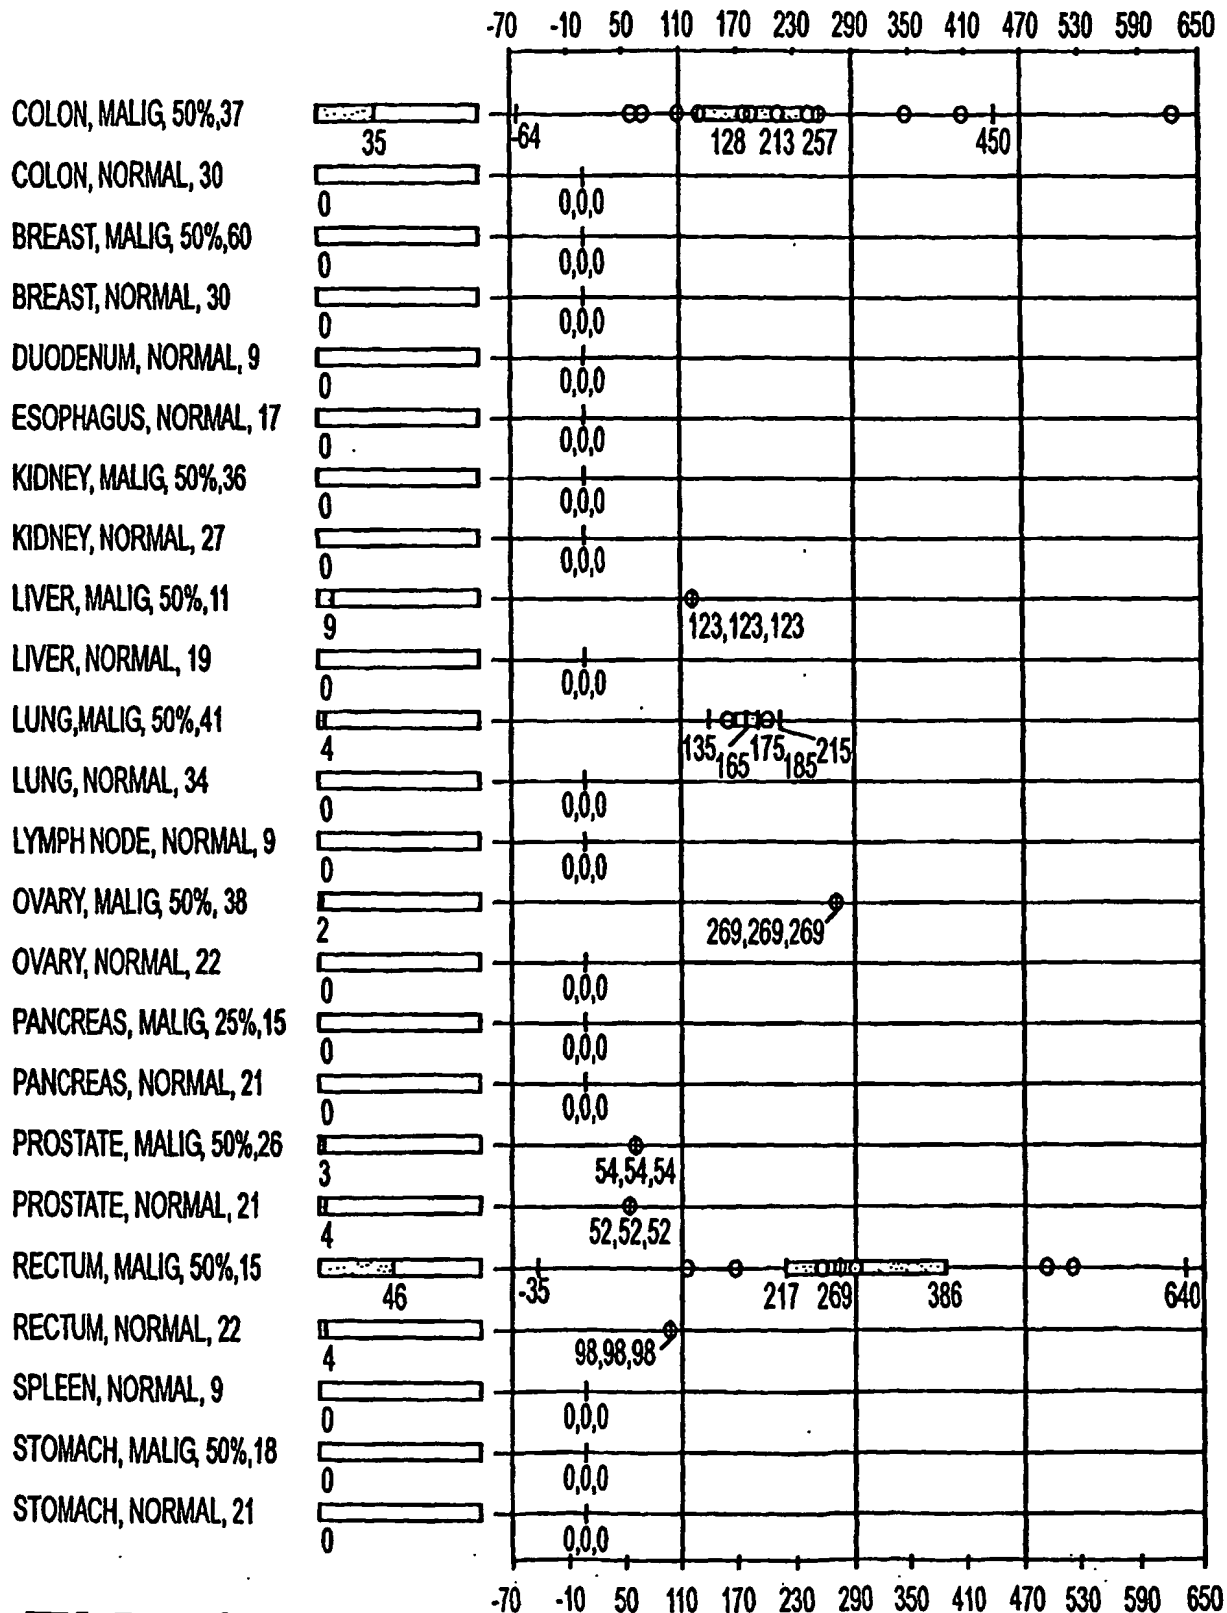 -70 -10 50 110 170 230 290 350 410 470 530 590 650
COLON, MALIG, 50%,37
35 -64 128 213 257 450
COLON, NORMAL, 30
0 0,0,0
BREAST, MALIG, 50%,60
0 0,0,0
BREAST, NORMAL, 30
0 0,0,0
DUODENUM, NORMAL, 9
0 0,0,0
ESOPHAGUS, NORMAL, 17
0 0,0,0
KIDNEY, MALIG, 50%,36
0 0,0,0
KIDNEY, NORMAL, 27
0 0,0,0
LIVER, MALIG, 50%,11
9 123,123,123
LIVER, NORMAL, 19
0 0,0,0
LUNG,MALIG, 50%,41
4 135 165 175 185 215
LUNG, NORMAL, 34
0 0,0,0
LYMPH NODE, NORMAL, 9
0 0,0,0
OVARY, MALIG, 50%, 38
2 269,269,269
OVARY, NORMAL, 22
0 0,0,0
PANCREAS, MALIG, 25%,15
0 0,0,0
PANCREAS, NORMAL, 21
0 0,0,0
PROSTATE, MALIG, 50%,26
3 54,54,54
PROSTATE, NORMAL, 21
4 52,52,52
RECTUM, MALIG, 50%,15
46 -35 217 269 386 640
RECTUM, NORMAL, 22
4 98,98,98
SPLEEN, NORMAL, 9
0 0,0,0
STOMACH, MALIG, 50%,18
0 0,0,0
STOMACH, NORMAL, 21
0 0,0,0
-70 -10 50 110 170 230 290 350 410 470 530 590 650